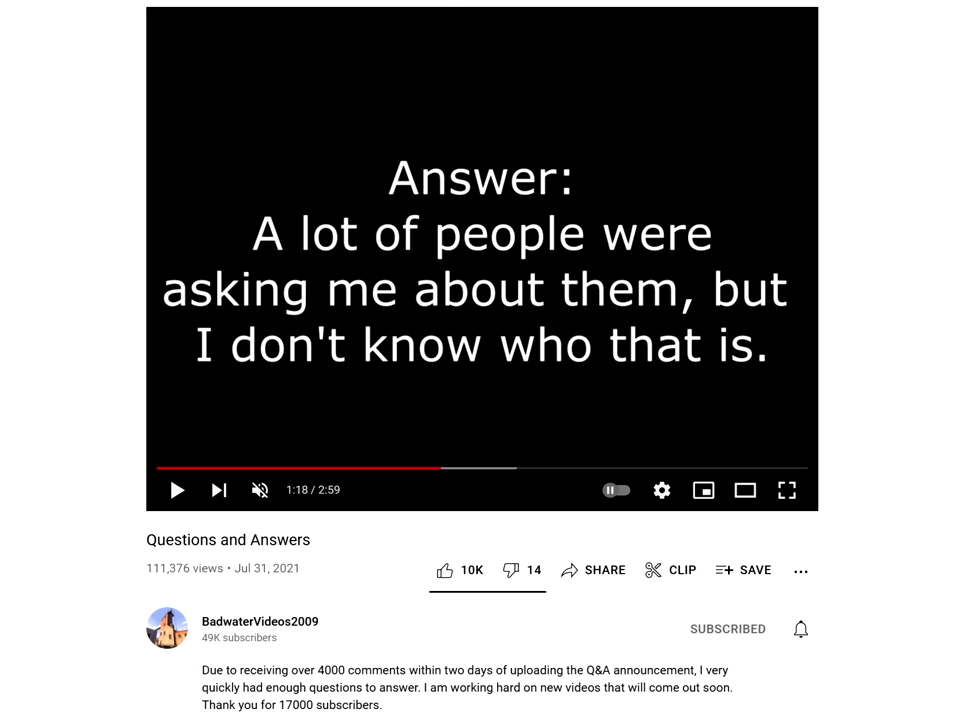 Answer:
A lot of people were
asking me about them, but
I don't know who that is.
1:18 / 2:59
Questions and Answers
111,376 views • Jul 31, 2021
10K
14
SHARE
CLIP
SAVE
BadwaterVideos2009
49K subscribers
SUBSCRIBED
Due to receiving over 4000 comments within two days of uploading the Q&A announcement, I very
quickly had enough questions to answer. I am working hard on new videos that will come out soon.
Thank you for 17000 subscribers.